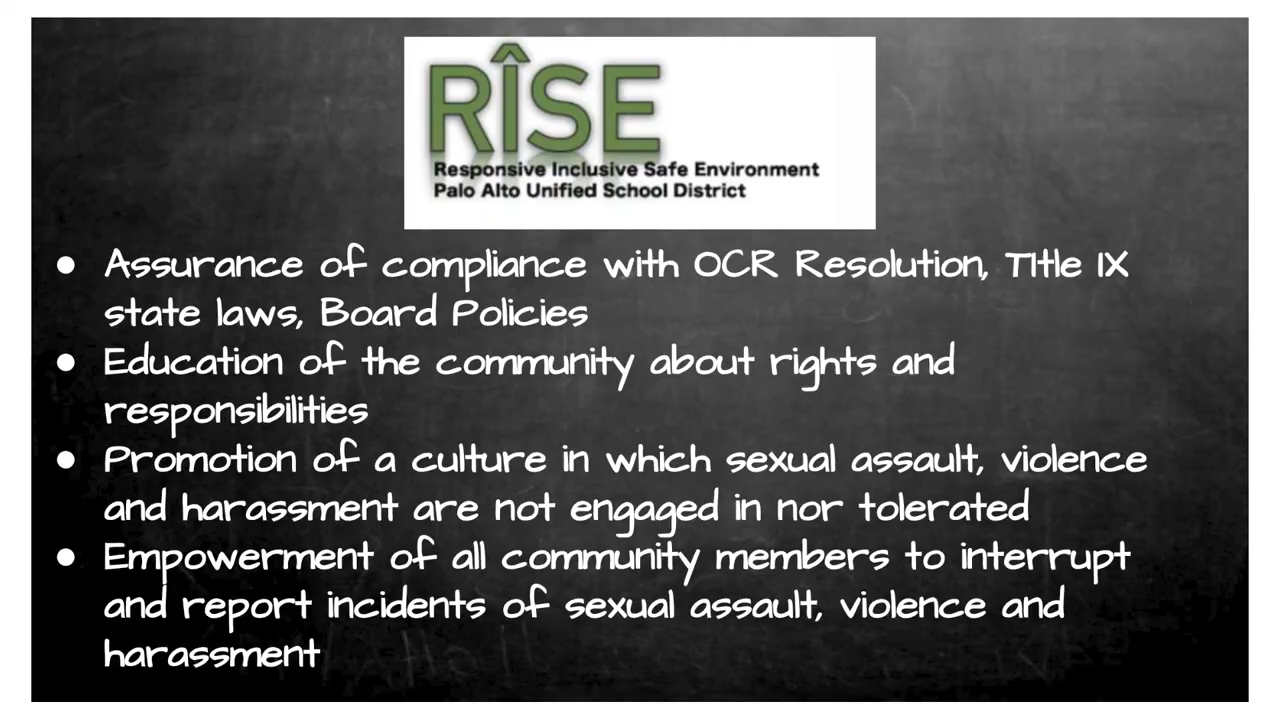 RÎSE
Responsive Inclusive Safe Environment
Palo Alto Unified School District
● Assurance of compliance with OCR Resolution, TItle IX
state laws, Board Policies
● Education of the community about rights and
responsibilities
● Promotion of a culture in which sexual assault, violence
and harassment are not engaged in nor tolerated
● Empowerment of all community members to interrupt
and report incidents of sexual assault, violence and
harassment